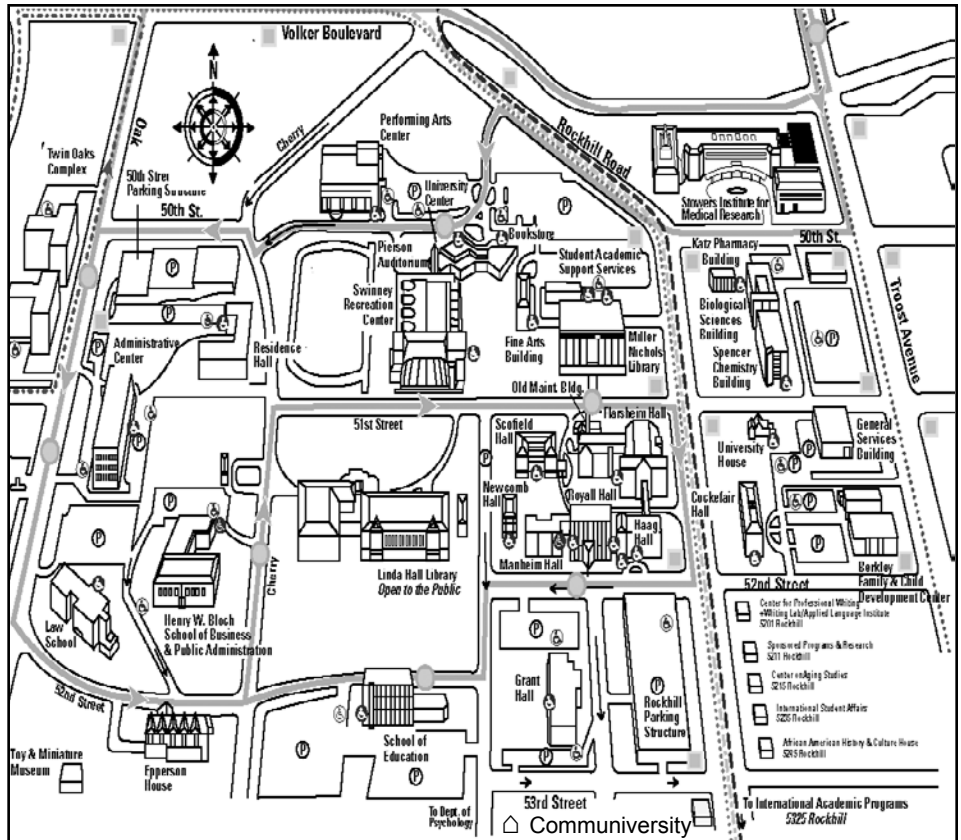 Volker Boulevard
N
Oak
Cherry
Performing Arts
Center
Rockhill Road
Twin Oaks
Complex
50th Stree
Parking Structure
50th St.
University
Center
Stowers Institute for
Medical Research
Bookstore
Pierson
Auditorium
50th St.
Katz Pharmacy
Building
Student Academic
Support Services
Swinney
Recreation
Center
Biological
Sciences
Building
Troost Avenue
Administrative
Center
Residence
Hall
Fine Arts
Building
Miller
Nichols
Library
Spencer
Chemistry
Building
Old Maint. Bldg.
51st Street
Flarsheim Hall
Scofield
Hall
University
House
General
Services
Building
Newcomb
Hall
Royall Hall
Cockefair
Hall
Haag
Hall
Manheim Hall
Cherry
Linda Hall Library
Open to the Public
52nd Street
Berkley
Family & Child
Development Center
Law
School
Henry W. Bloch
School of Business
& Public Administration
Center for Professional Writing
+Writing Lab/Applied Language Institute
5201 Rockhill
Sponsored Programs & Research
5211 Rockhill
52nd Street
Grant
Hall
Rockhill
Parking
Structure
Center on Aging Studies
5215 Rockhill
International Student Affairs
5235 Rockhill
School of
Education
African American History & Culture House
5245 Rockhill
Toy & Miniature
Museum
Epperson
House
To Dept. of
Psychology
53rd Street
To International Academic Programs
5325 Rockhill
Communiversity